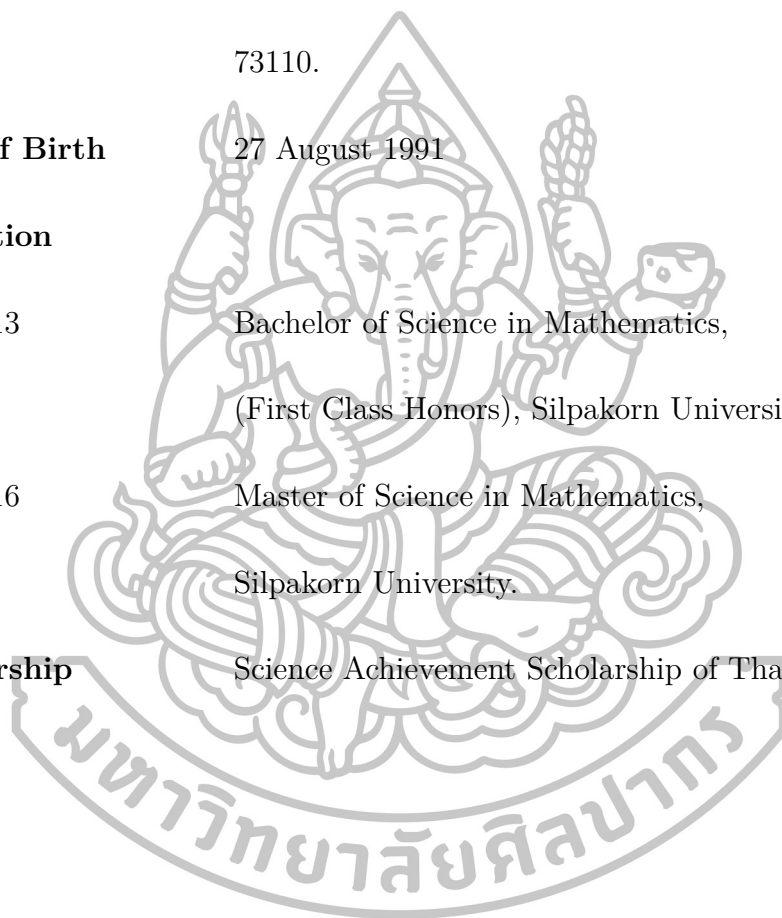 73110.
f Birth 27 August 1991
tion
13 Bachelor of Science in Mathematics,
(First Class Honors), Silpakorn Universi
16 Master of Science in Mathematics,
Silpakorn University.
rship Science Achievement Scholarship of Tha
มหาวิทยาลัยศิลปากร